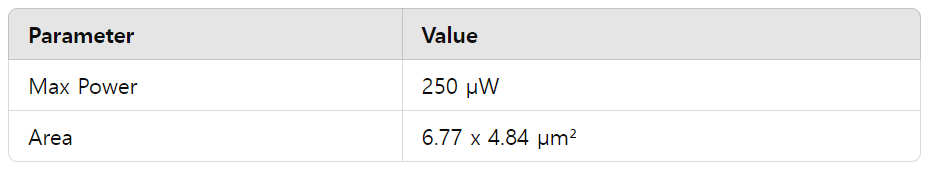 Parameter Value
Max Power 250 μW
Area 6.77 x 4.84 μm²